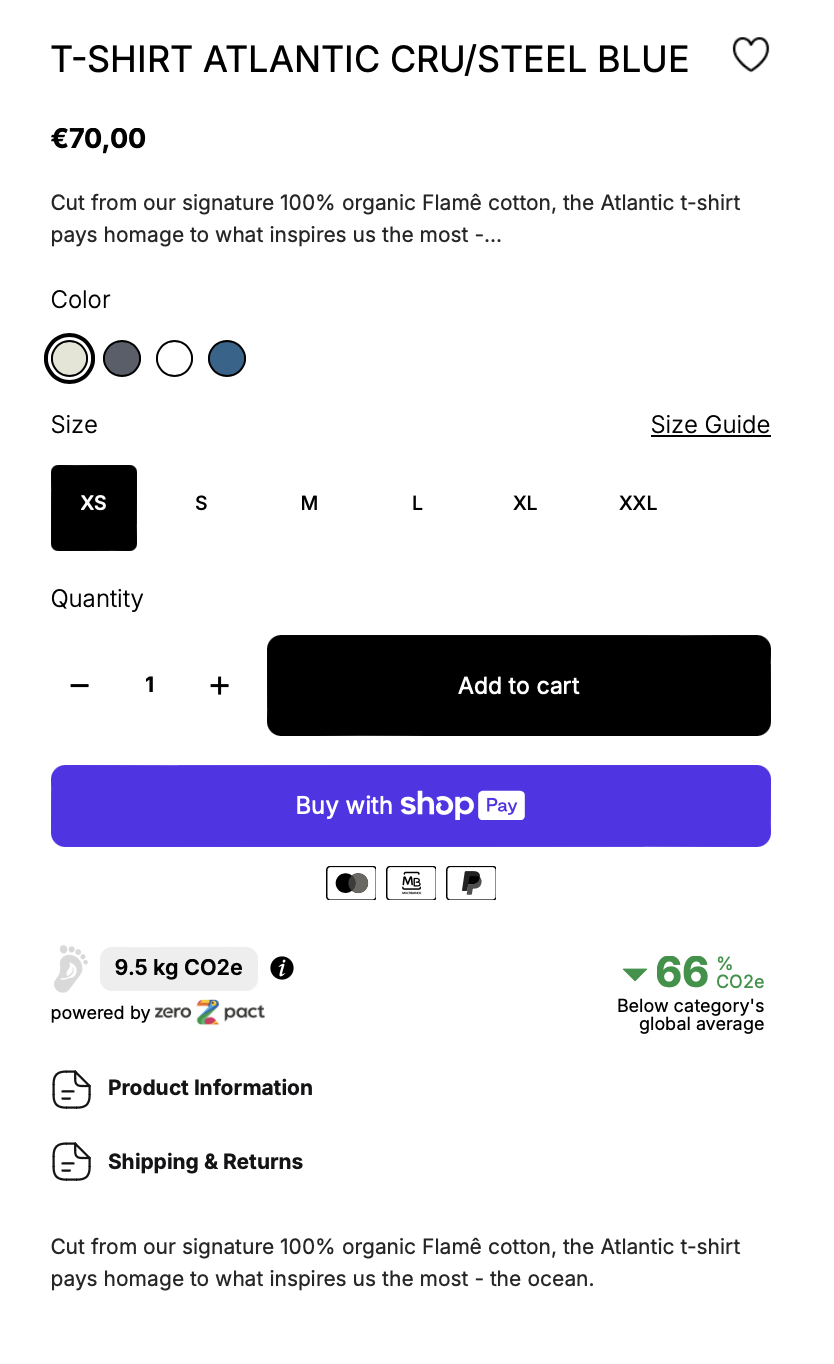 T-SHIRT ATLANTIC CRU/STEEL BLUE
€70,00
Cut from our signature 100% organic Flamê cotton, the Atlantic t-shirt
pays homage to what inspires us the most -...
Color
Size Size Guide
XS S M L XL XXL
Quantity
− 1 + Add to cart
Buy with shop Pay
MB
9.5 kg CO2e i
powered by zero pact
66 % CO2e
Below category's
global average
Product Information
Shipping & Returns
Cut from our signature 100% organic Flamê cotton, the Atlantic t-shirt
pays homage to what inspires us the most - the ocean.